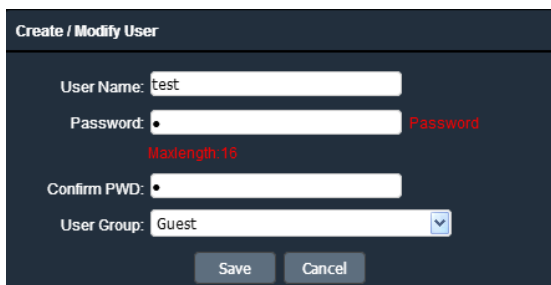 Create / Modify User
User Name: test
Password: • Password
Maxlength:16
Confirm PWD: •
User Group: Guest
Save Cancel